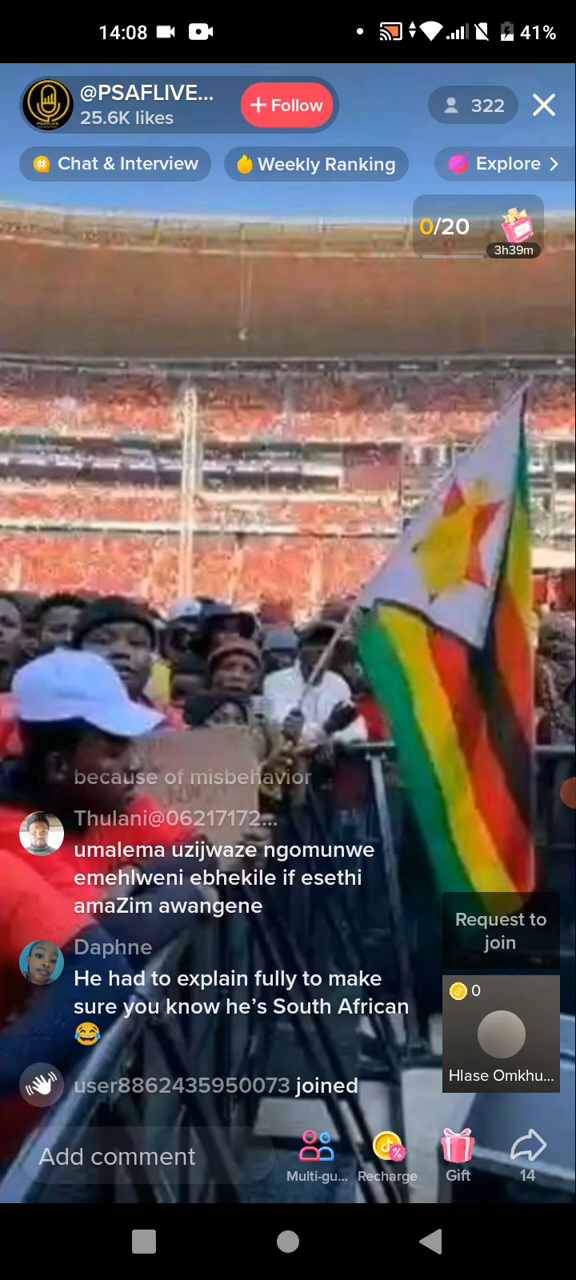 14:08
41%
@PSAFLIVE...
25.6K likes
+ Follow
322
Chat & Interview
Weekly Ranking
Explore >
0/20
3h39m
because of misbehavior
Thulani@06217172...
umalema uzijwaze ngomunwe
emehlweni ebhekile if esethi
amaZim awangene
Daphne
He had to explain fully to make
sure you know he’s South African
😂
user8862435950073 joined
Request to
join
0
Hlase Omkhu...
Add comment
Multi-gu...
Recharge
Gift
14